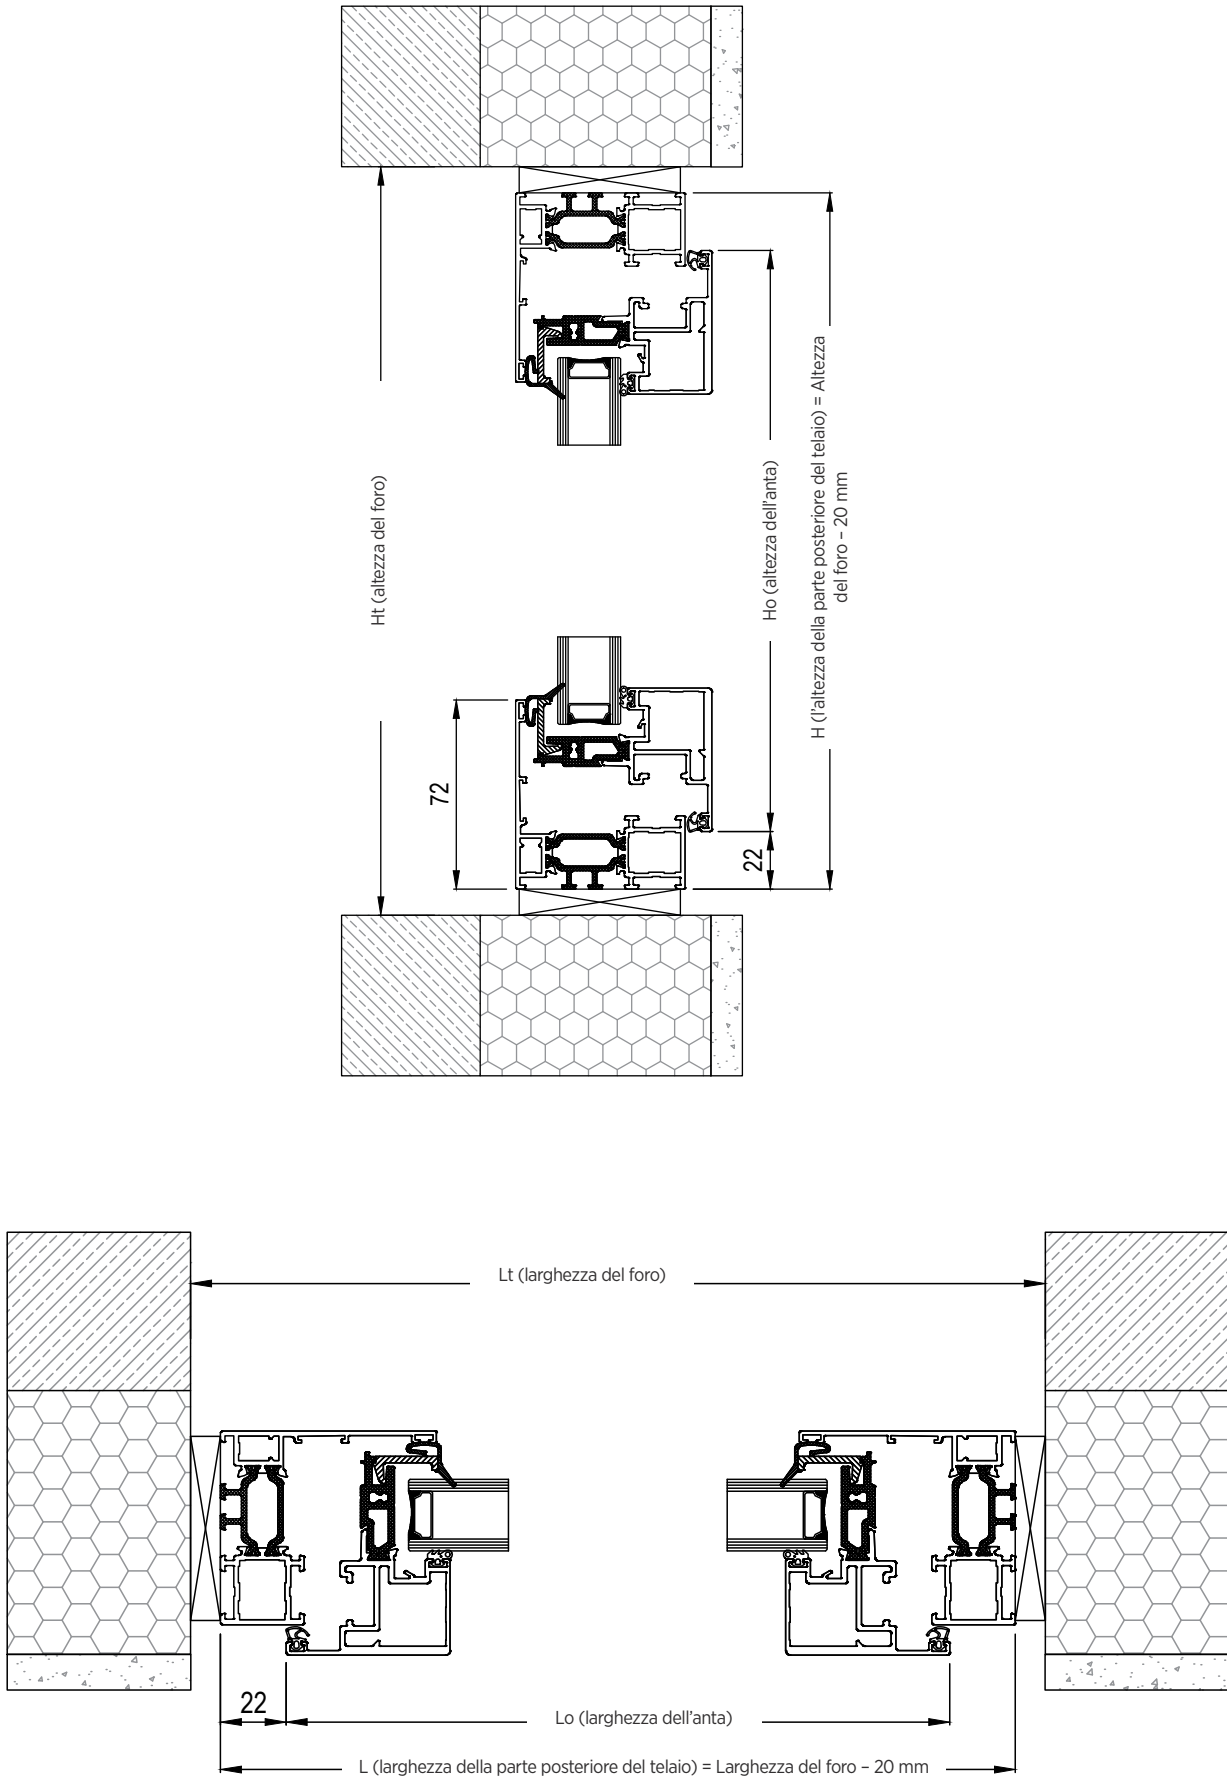 Ht (altezza del foro)
Ho (altezza dell'anta)
H (l'altezza della parte posteriore del telaio) = Altezza
del foro – 20 mm
72
22
Lt (larghezza del foro)
22
Lo (larghezza dell'anta)
L (larghezza della parte posteriore del telaio) = Larghezza del foro – 20 mm